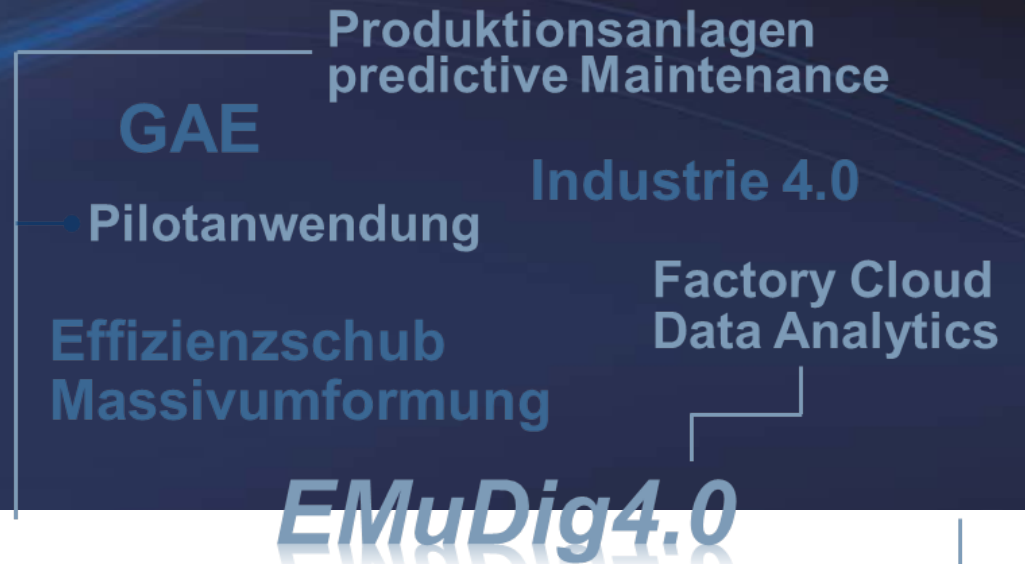 Produktionsanlagen
predictive Maintenance
GAE
Industrie 4.0
Pilotanwendung
Factory Cloud
Data Analytics
Effizienzschub
Massivumformung
EMuDig4.0